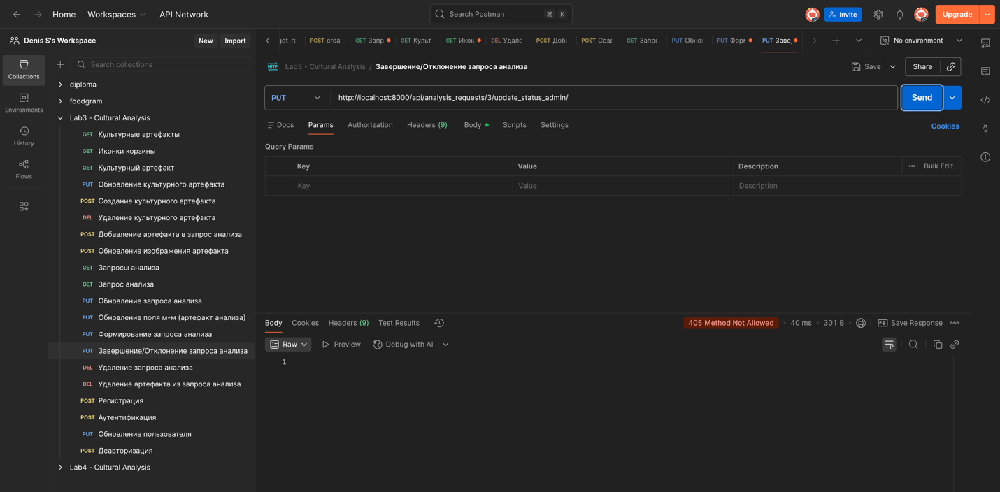 Home
Workspaces
API Network
Search Postman
⌘ K
Invite
Upgrade
Denis S's Workspace
New
Import
POST crea
GET Запр
GET Культ
GET Икон
DEL Удале
POST Доба
POST Созд
GET Запрс
PUT Обно
PUT Форм
PUT Заве
No environment
Collections
Environments
History
Flows
Search collections
diploma
foodgram
Lab3 - Cultural Analysis
GET Культурные артефакты
GET Иконки корзины
GET Культурный артефакт
PUT Обновление культурного артефакта
POST Создание культурного артефакта
DEL Удаление культурного артефакта
POST Добавление артефакта в запрос анализа
POST Обновление изображения артефакта
GET Запросы анализа
GET Запрос анализа
PUT Обновление запроса анализа
PUT Обновление поля м-м (артефакт анализа)
PUT Формирование запроса анализа
PUT Завершение/Отклонение запроса анализа
DEL Удаление запроса анализа
DEL Удаление артефакта из запроса анализа
POST Регистрация
POST Аутентификация
PUT Обновление пользователя
POST Деавторизация
Lab4 - Cultural Analysis
HTTP
Lab3 - Cultural Analysis / Завершение/Отклонение запроса анализа
Save
Share
PUT
http://localhost:8000/api/analysis_requests/3/update_status_admin/
Send
Docs
Params
Authorization
Headers (9)
Body
Scripts
Settings
Cookies
Query Params
Key
Value
Description
Bulk Edit
Key
Value
Description
Body
Cookies
Headers (9)
Test Results
405 Method Not Allowed
40 ms
301 B
Save Response
Raw
Preview
Debug with AI
1